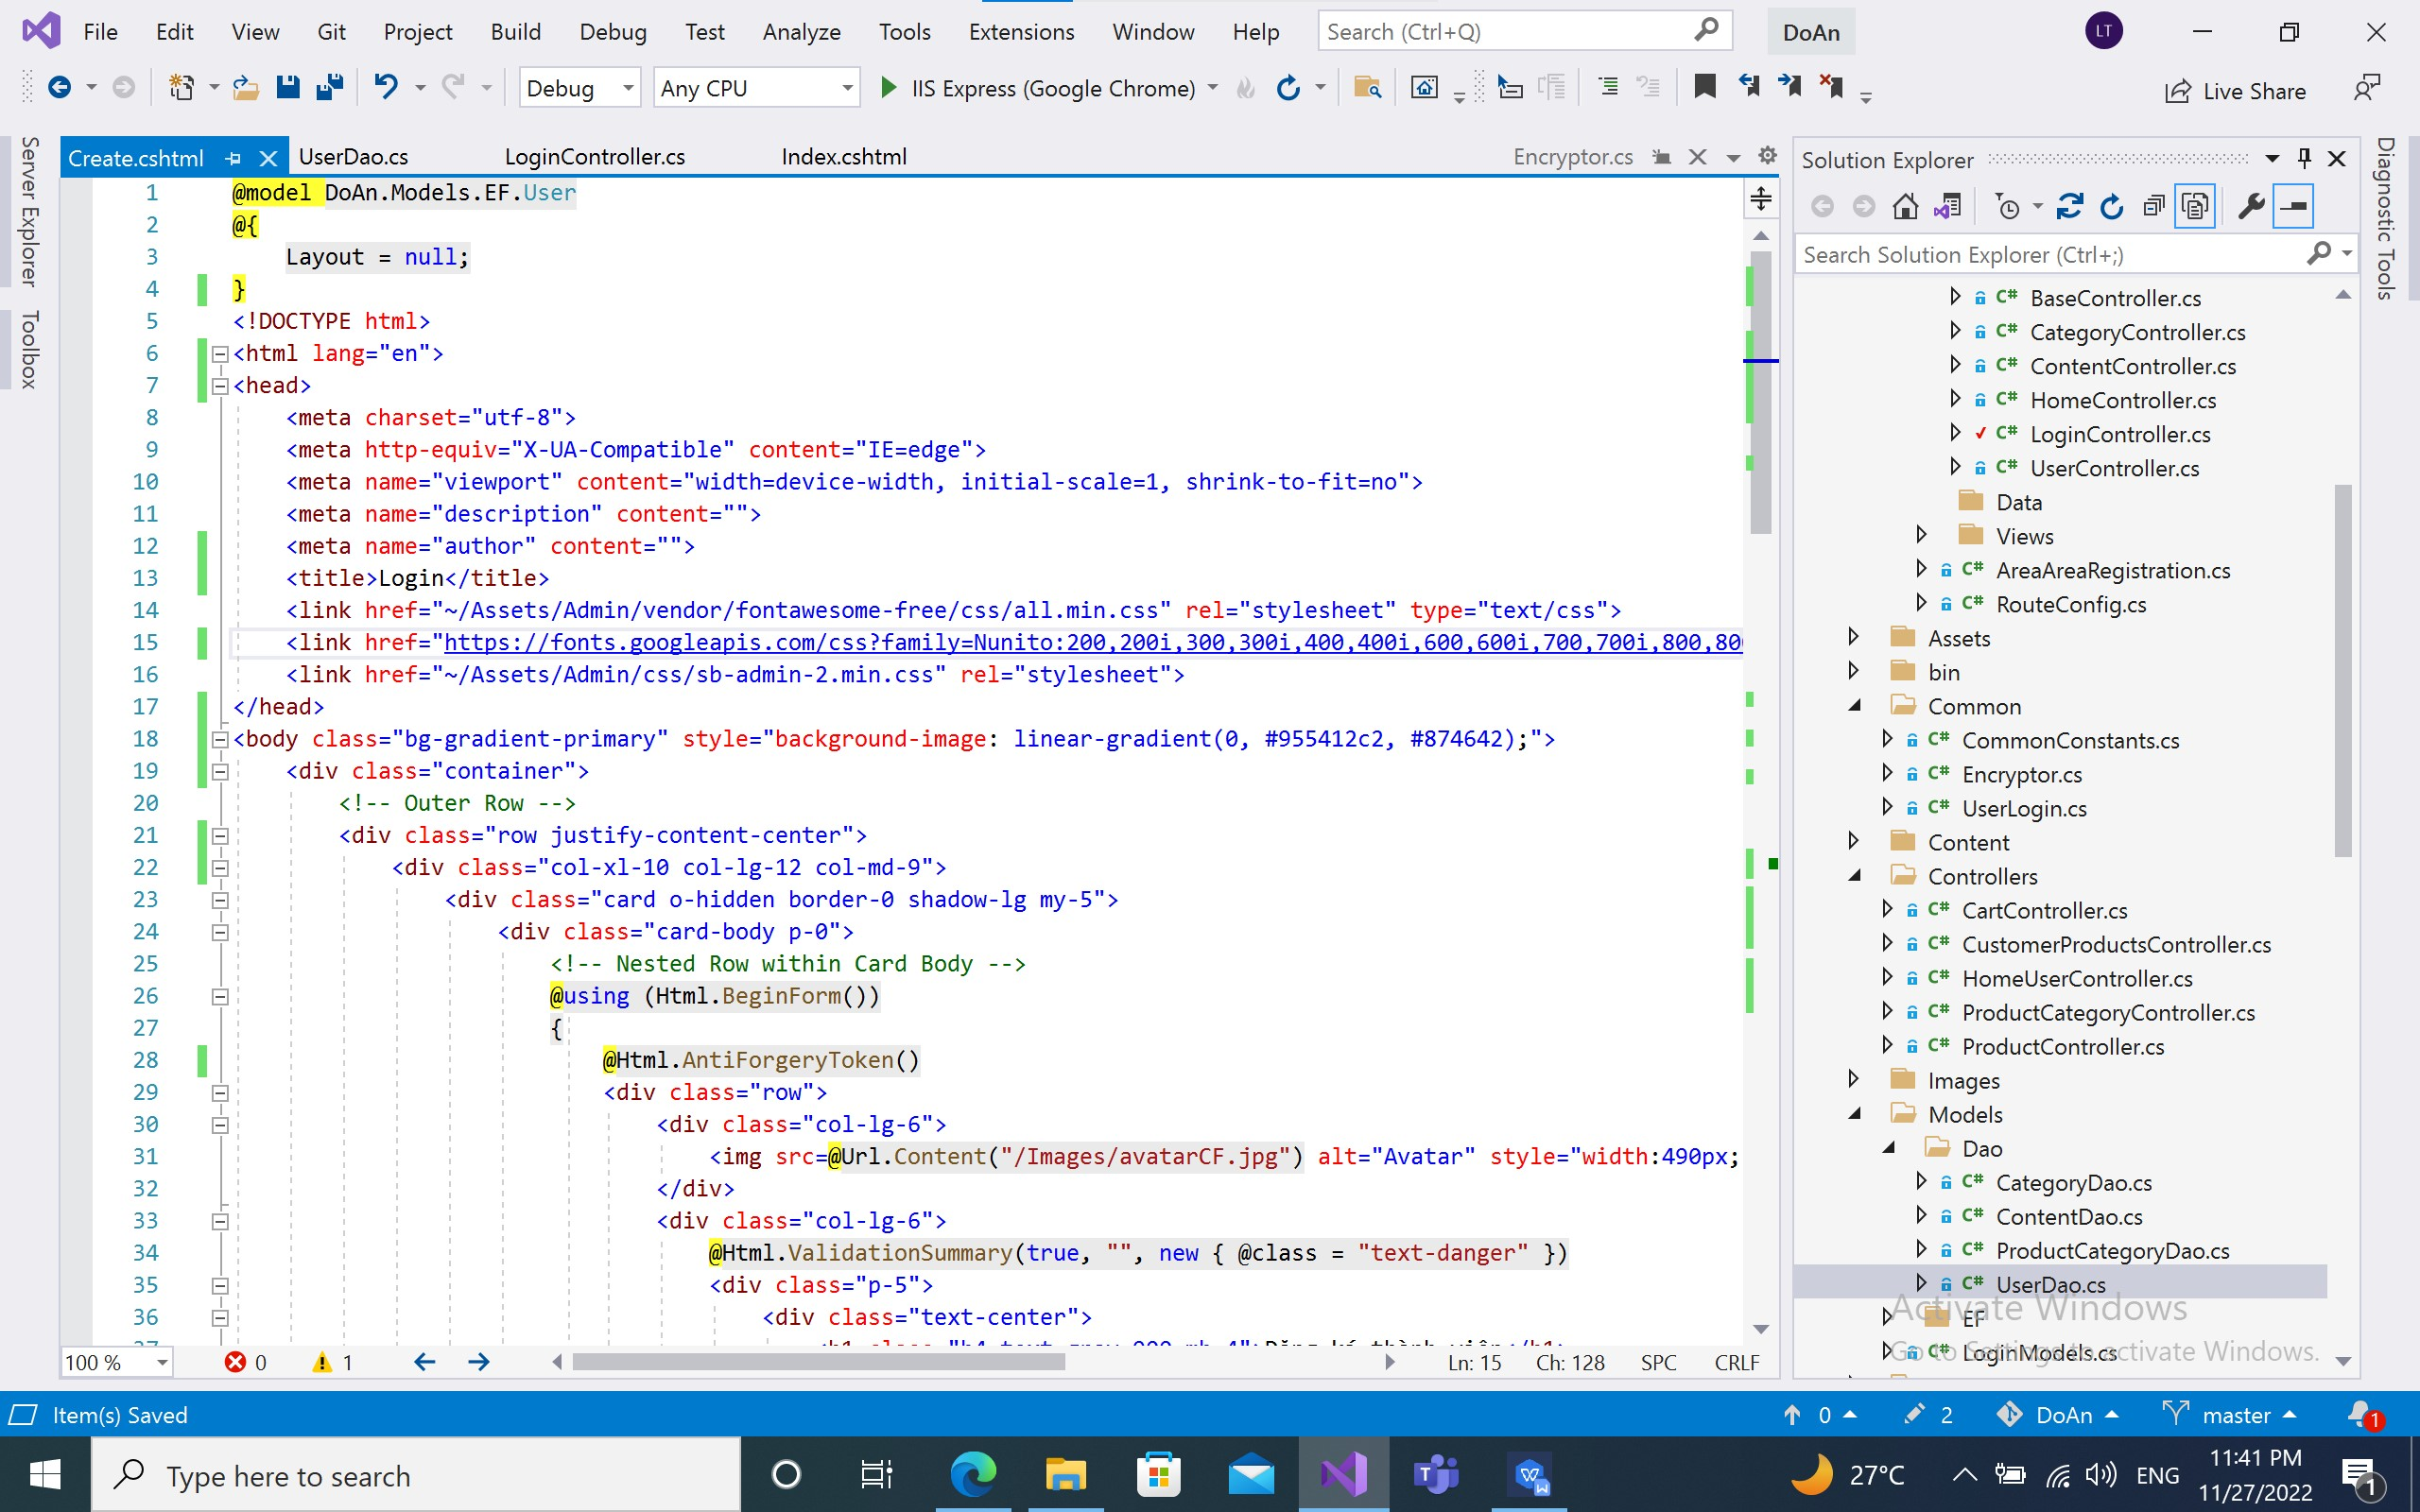 File Edit View Git Project Build Debug Test Analyze Tools Extensions Window Help Search (Ctrl+Q) DoAn LT
Debug Any CPU IIS Express (Google Chrome) Live Share
Server Explorer
Toolbox
Create.cshtml UserDao.cs LoginController.cs Index.cshtml Encryptor.cs
1 @model DoAn.Models.EF.User
2 @{
3 Layout = null;
4 }
5 <!DOCTYPE html>
6 <html lang="en">
7 <head>
8 <meta charset="utf-8">
9 <meta http-equiv="X-UA-Compatible" content="IE=edge">
10 <meta name="viewport" content="width=device-width, initial-scale=1, shrink-to-fit=no">
11 <meta name="description" content="">
12 <meta name="author" content="">
13 <title>Login</title>
14 <link href="~/Assets/Admin/vendor/fontawesome-free/css/all.min.css" rel="stylesheet" type="text/css">
15 <link href="https://fonts.googleapis.com/css?family=Nunito:200,200i,300,300i,400,400i,600,600i,700,700i,800,80
16 <link href="~/Assets/Admin/css/sb-admin-2.min.css" rel="stylesheet">
17 </head>
18 <body class="bg-gradient-primary" style="background-image: linear-gradient(0, #955412c2, #874642);">
19 <div class="container">
20 <!-- Outer Row -->
21 <div class="row justify-content-center">
22 <div class="col-xl-10 col-lg-12 col-md-9">
23 <div class="card o-hidden border-0 shadow-lg my-5">
24 <div class="card-body p-0">
25 <!-- Nested Row within Card Body -->
26 @using (Html.BeginForm())
27 {
28 @Html.AntiForgeryToken()
29 <div class="row">
30 <div class="col-lg-6">
31 <img src=@Url.Content("/Images/avatarCF.jpg") alt="Avatar" style="width:490px;
32 </div>
33 <div class="col-lg-6">
34 @Html.ValidationSummary(true, "", new { @class = "text-danger" })
35 <div class="p-5">
36 <div class="text-center">
100 % 0 1 Ln: 15 Ch: 128 SPC CRLF
Solution Explorer
Search Solution Explorer (Ctrl+;)
C# BaseController.cs
C# CategoryController.cs
C# ContentController.cs
C# HomeController.cs
C# LoginController.cs
C# UserController.cs
Data
Views
C# AreaAreaRegistration.cs
C# RouteConfig.cs
Assets
bin
Common
C# CommonConstants.cs
C# Encryptor.cs
C# UserLogin.cs
Content
Controllers
C# CartController.cs
C# CustomerProductsController.cs
C# HomeUserController.cs
C# ProductCategoryController.cs
C# ProductController.cs
Images
Models
Dao
C# CategoryDao.cs
C# ContentDao.cs
C# ProductCategoryDao.cs
C# UserDao.cs
EF
C# LoginModels.cs
Activate Windows
Go to Settings to activate Windows.
Diagnostic Tools
Item(s) Saved 0 2 DoAn master 1
Type here to search 27°C ENG 11:41 PM
11/27/2022 1